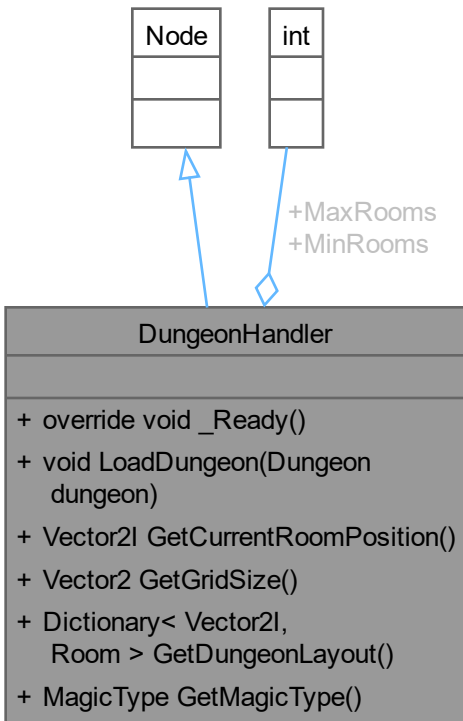 Node
int
+MaxRooms
+MinRooms
DungeonHandler
+ override void _Ready()
+ void LoadDungeon(Dungeon
dungeon)
+ Vector2I GetCurrentRoomPosition()
+ Vector2 GetGridSize()
+ Dictionary< Vector2I,
Room > GetDungeonLayout()
+ MagicType GetMagicType()